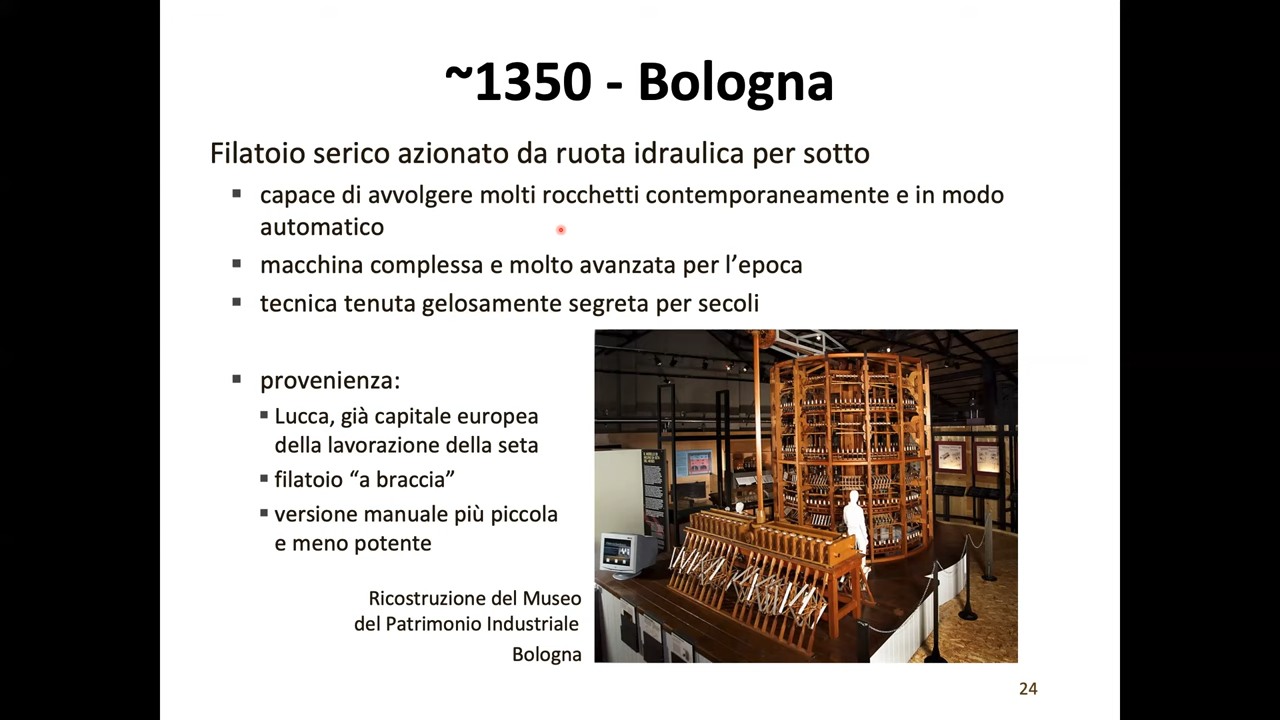 ~1350 - Bologna
Filatoio serico azionato da ruota idraulica per sotto
▪ capace di avvolgere molti rocchetti contemporaneamente e in modo
automatico
▪ macchina complessa e molto avanzata per l’epoca
▪ tecnica tenuta gelosamente segreta per secoli
▪ provenienza:
▪ Lucca, già capitale europea
della lavorazione della seta
▪ filatoio “a braccia”
▪ versione manuale più piccola
e meno potente
Ricostruzione del Museo
del Patrimonio Industriale
Bologna
24